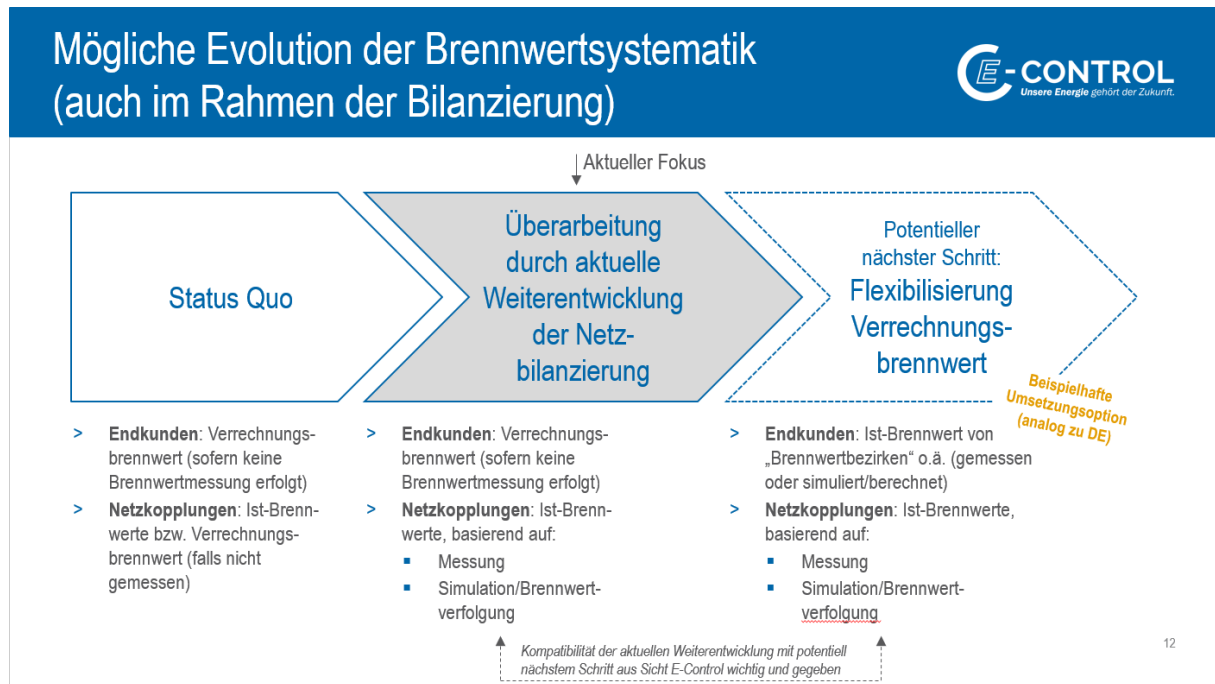 Mögliche Evolution der Brennwertsystematik
(auch im Rahmen der Bilanzierung)
E-CONTROL
Unsere Energie gehört der Zukunft.
Aktueller Fokus
Status Quo
Überarbeitung
durch aktuelle
Weiterentwicklung
der Netz-
bilanzierung
Potentieller
nächster Schritt:
Flexibilisierung
Verrechnungs-
brennwert
Beispielhafte
Umsetzungsoption
(analog zu DE)
> Endkunden: Verrechnungs-
brennwert (sofern keine
Brennwertmessung erfolgt)
> Netzkopplungen: Ist-Brenn-
werte bzw. Verrechnungs-
brennwert (falls nicht
gemessen)
> Endkunden: Verrechnungs-
brennwert (sofern keine
Brennwertmessung erfolgt)
> Netzkopplungen: Ist-Brenn-
werte, basierend auf:
▪ Messung
▪ Simulation/Brennwert-
verfolgung
> Endkunden: Ist-Brennwert von
„Brennwertbezirken“ o.ä. (gemessen
oder simuliert/berechnet)
> Netzkopplungen: Ist-Brennwerte,
basierend auf:
▪ Messung
▪ Simulation/Brennwert-
verfolgung
Kompatibilität der aktuellen Weiterentwicklung mit potentiell
nächstem Schritt aus Sicht E-Control wichtig und gegeben
12